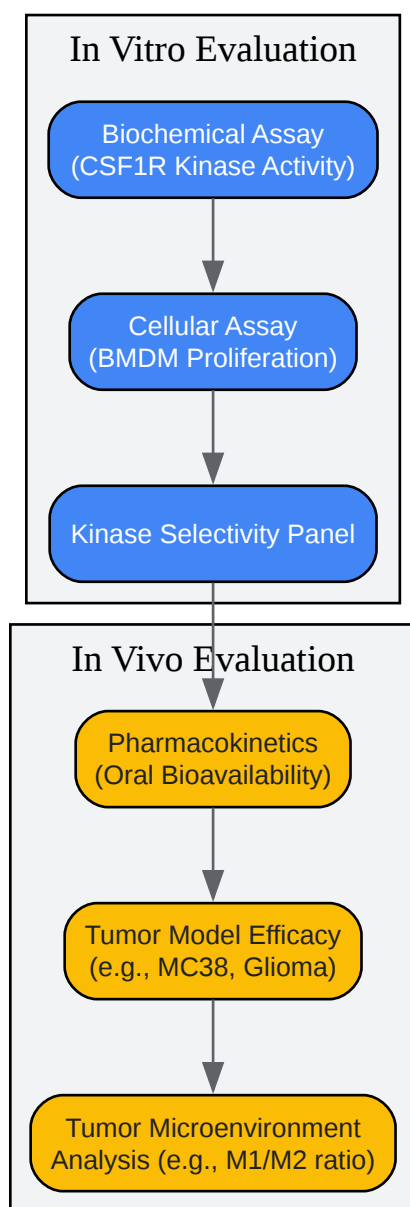 In Vitro Evaluation
Biochemical Assay
(CSF1R Kinase Activity)
Cellular Assay
(BMDM Proliferation)
Kinase Selectivity Panel
In Vivo Evaluation
Pharmacokinetics
(Oral Bioavailability)
Tumor Model Efficacy
(e.g., MC38, Glioma)
Tumor Microenvironment
Analysis (e.g., M1/M2 ratio)